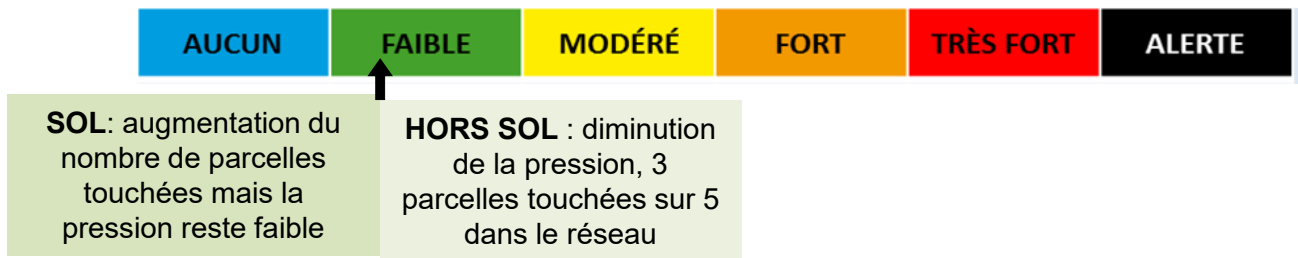 AUCUN FAIBLE MODÉRÉ FORT TRÈS FORT ALERTE
SOL: augmentation du
nombre de parcelles
touchées mais la
pression reste faible
HORS SOL : diminution
de la pression, 3
parcelles touchées sur 5
dans le réseau